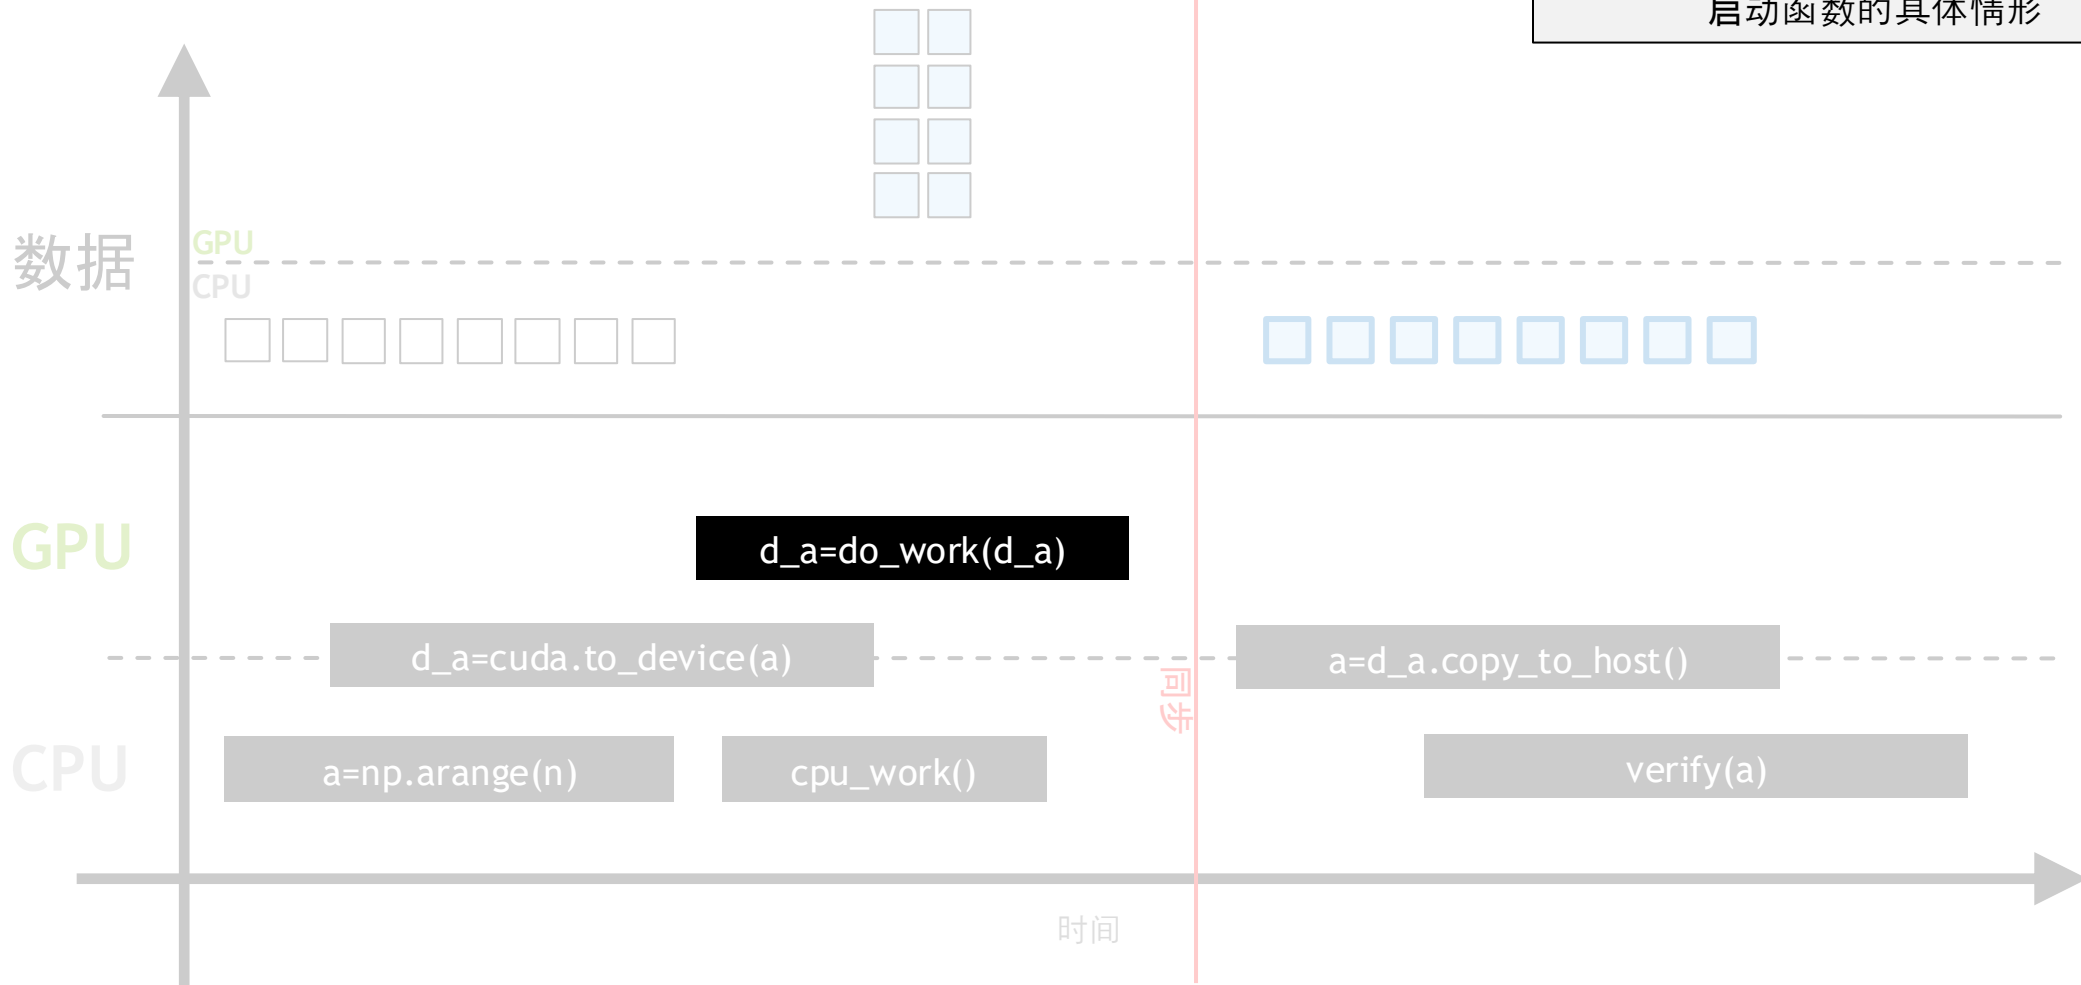 启动函数的具体情形
数据
GPU
CPU
GPU
d_a=do_work(d_a)
d_a=cuda.to_device(a)
a=d_a.copy_to_host()
同步
CPU
a=np.arange(n)
cpu_work()
verify(a)
时间